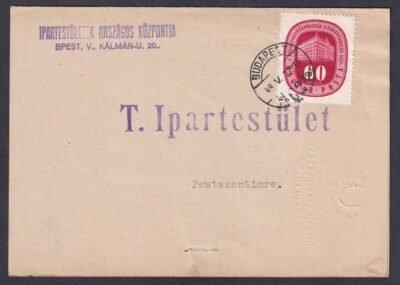 IPARTESTÜLETEK ORSZÁGOS KÖZPONTJA
BPEST, V., KÁLMÁN-U. 20.
BUDAPEST
60
T. Ipartestület
Pestszentimre.